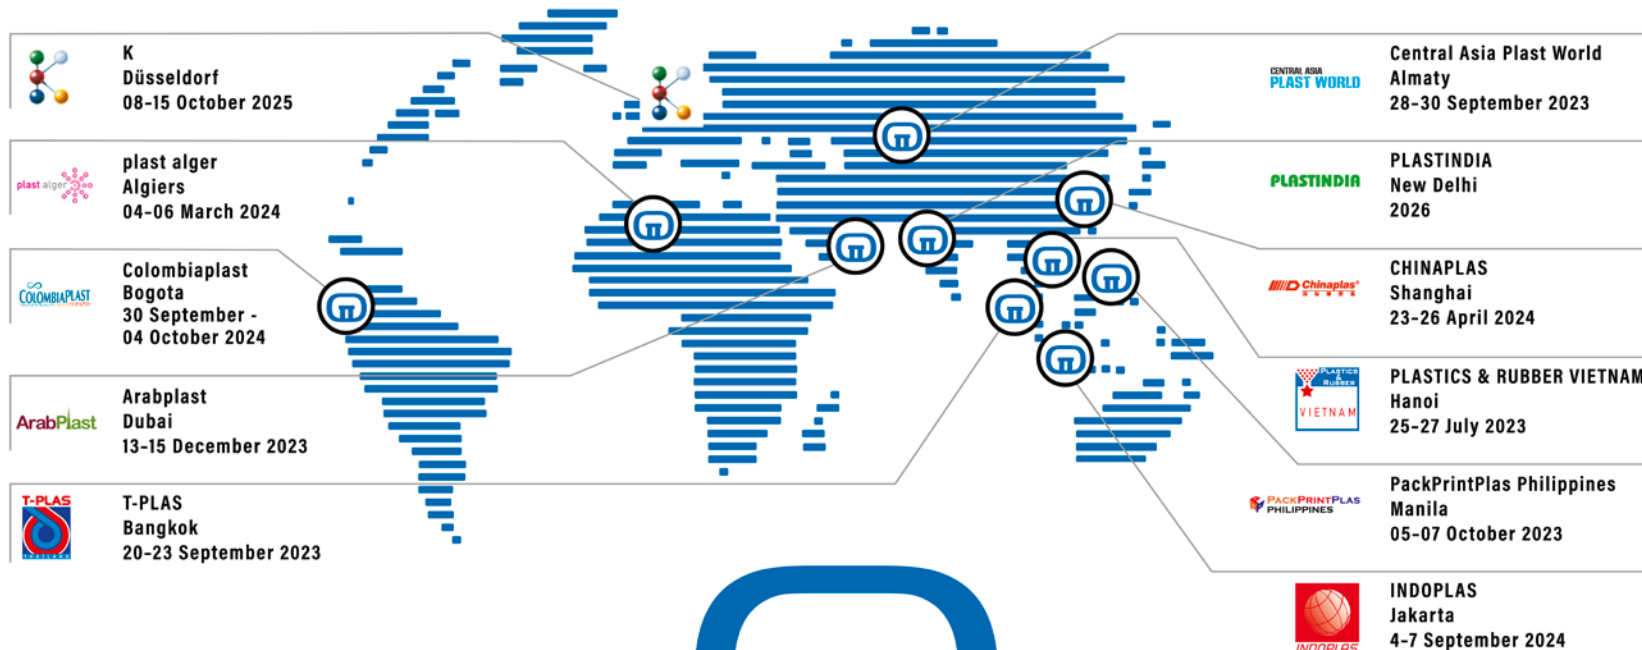 K
Düsseldorf
08-15 October 2025
plast alger
plast alger
Algiers
04-06 March 2024
COLOMBIAPLAST
Colombiaplast
Bogota
30 September -
04 October 2024
ArabPlast
Arabplast
Dubai
13-15 December 2023
T-PLAS
THAILAND
T-PLAS
Bangkok
20-23 September 2023
CENTRAL ASIA
PLAST WORLD
Central Asia Plast World
Almaty
28-30 September 2023
PLASTINDIA
PLASTINDIA
New Delhi
2026
Chinaplas®
CHINAPLAS
Shanghai
23-26 April 2024
PLASTICS
&
RUBBER
VIETNAM
PLASTICS & RUBBER VIETNAM
Hanoi
25-27 July 2023
PACKPRINTPLAS
PHILIPPINES
PackPrintPlas Philippines
Manila
05-07 October 2023
INDOPLAS
INDOPLAS
Jakarta
4-7 September 2024